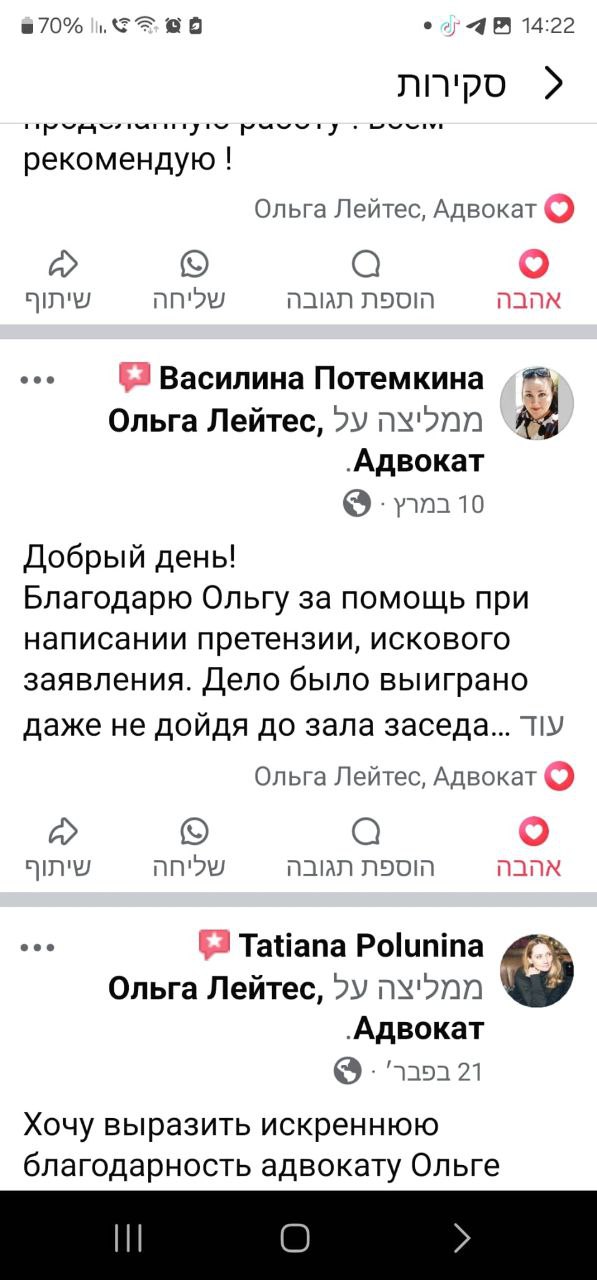 70% 14:22
סקירות
проделанную работу ! Всем
рекомендую !
Ольга Лейтес, Адвокат
אהבה הוספת תגובה שליחה שיתוף
Василина Потемкина
ממליצה על Ольга Лейтес,
Адвокат.
10 במרץ ·
Добрый день!
Благодарю Ольгу за помощь при
написании претензии, искового
заявления. Дело было выиграно
даже не дойдя до зала заседа... עוד
Ольга Лейтес, Адвокат
אהבה הוספת תגובה שליחה שיתוף
Tatiana Polunina
ממליצה על Ольга Лейтес,
Адвокат.
21 בפבר׳ ·
Хочу выразить искреннюю
благодарность адвокату Ольге